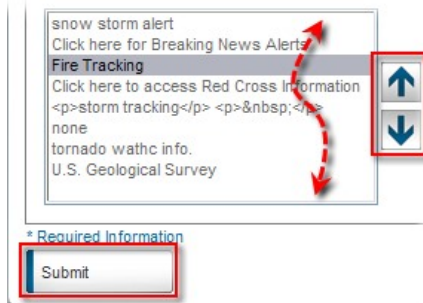 snow storm alert
Click here for Breaking News Alerts
Fire Tracking
Click here to access Red Cross Information
<p>storm tracking</p> <p>&nbsp;</p>
none
tornado wathc info.
U.S. Geological Survey
* Required Information
Submit